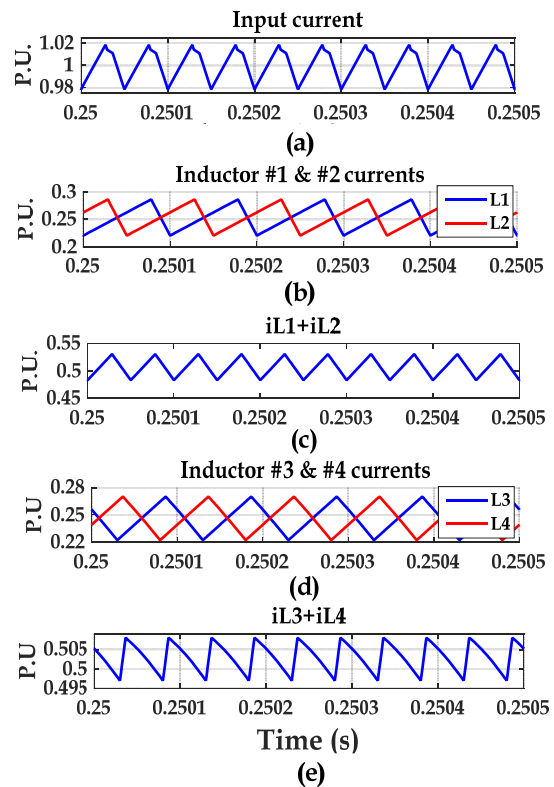 Input current
P.U.
1.02
1
0.98
0.25 0.2501 0.2502 0.2503 0.2504 0.2505
(a)
Inductor #1 & #2 currents
P.U.
0.3
0.25
0.2
L1
L2
0.25 0.2501 0.2502 0.2503 0.2504 0.2505
(b)
iL1+iL2
P.U.
0.55
0.5
0.45
0.25 0.2501 0.2502 0.2503 0.2504 0.2505
(c)
Inductor #3 & #4 currents
P.U
0.28
0.25
0.22
L3
L4
0.25 0.2501 0.2502 0.2503 0.2504 0.2505
(d)
iL3+iL4
P.U
0.505
0.5
0.495
0.25 0.2501 0.2502 0.2503 0.2504 0.2505
Time (s)
(e)